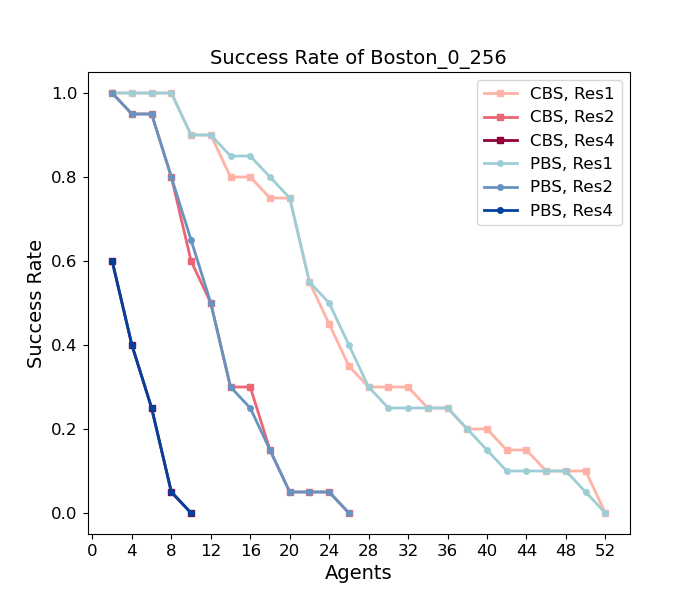 Success Rate of Boston_0_256
CBS, Res1
CBS, Res2
CBS, Res4
PBS, Res1
PBS, Res2
PBS, Res4
Success Rate
1.0
0.8
0.6
0.4
0.2
0.0
0 4 8 12 16 20 24 28 32 36 40 44 48 52
Agents